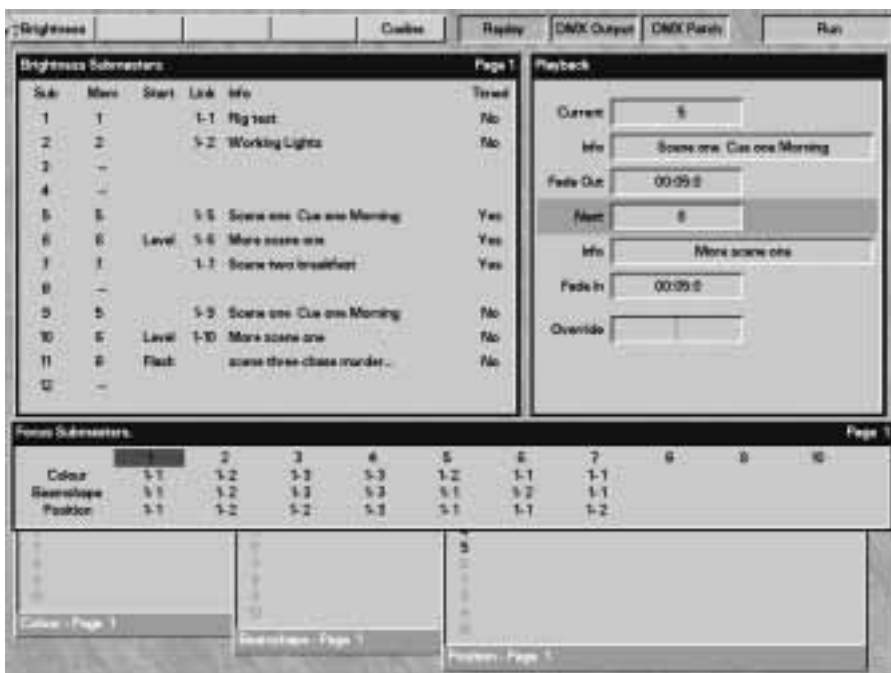 Brightness Combine Replay DMX Output DMX Patch Run
Brightness Submasters Page 1
Sub Mem Start Link Info Timed
1 1 1-1 Rig test No
2 2 1-2 Working Lights No
3 --
4 --
5 5 1-5 Scene one Cue one Morning Yes
6 6 Level 1-6 More scene one Yes
7 7 1-7 Scene two breakfast Yes
8 --
9 5 1-9 Scene one Cue one Morning No
10 6 Level 1-10 More scene one No
11 8 Flash scene three chase murder... No
12 --
Playback
Current 5
Info Scene one Cue one Morning
Fade Out 00:05:0
Next 6
Info More scene one
Fade In 00:05:0
Override
Focus Submasters. Page 1
1 2 3 4 5 6 7 8 9 10
Colour 1-1 1-2 1-3 1-3 1-2 1-1 1-1
Beamshape 1-1 1-2 1-3 1-3 1-1 1-2 1-1
Position 1-1 1-2 1-2 1-3 1-1 1-1 1-2
5
Colour - Page 1
Beamshape - Page 1
Position - Page 1